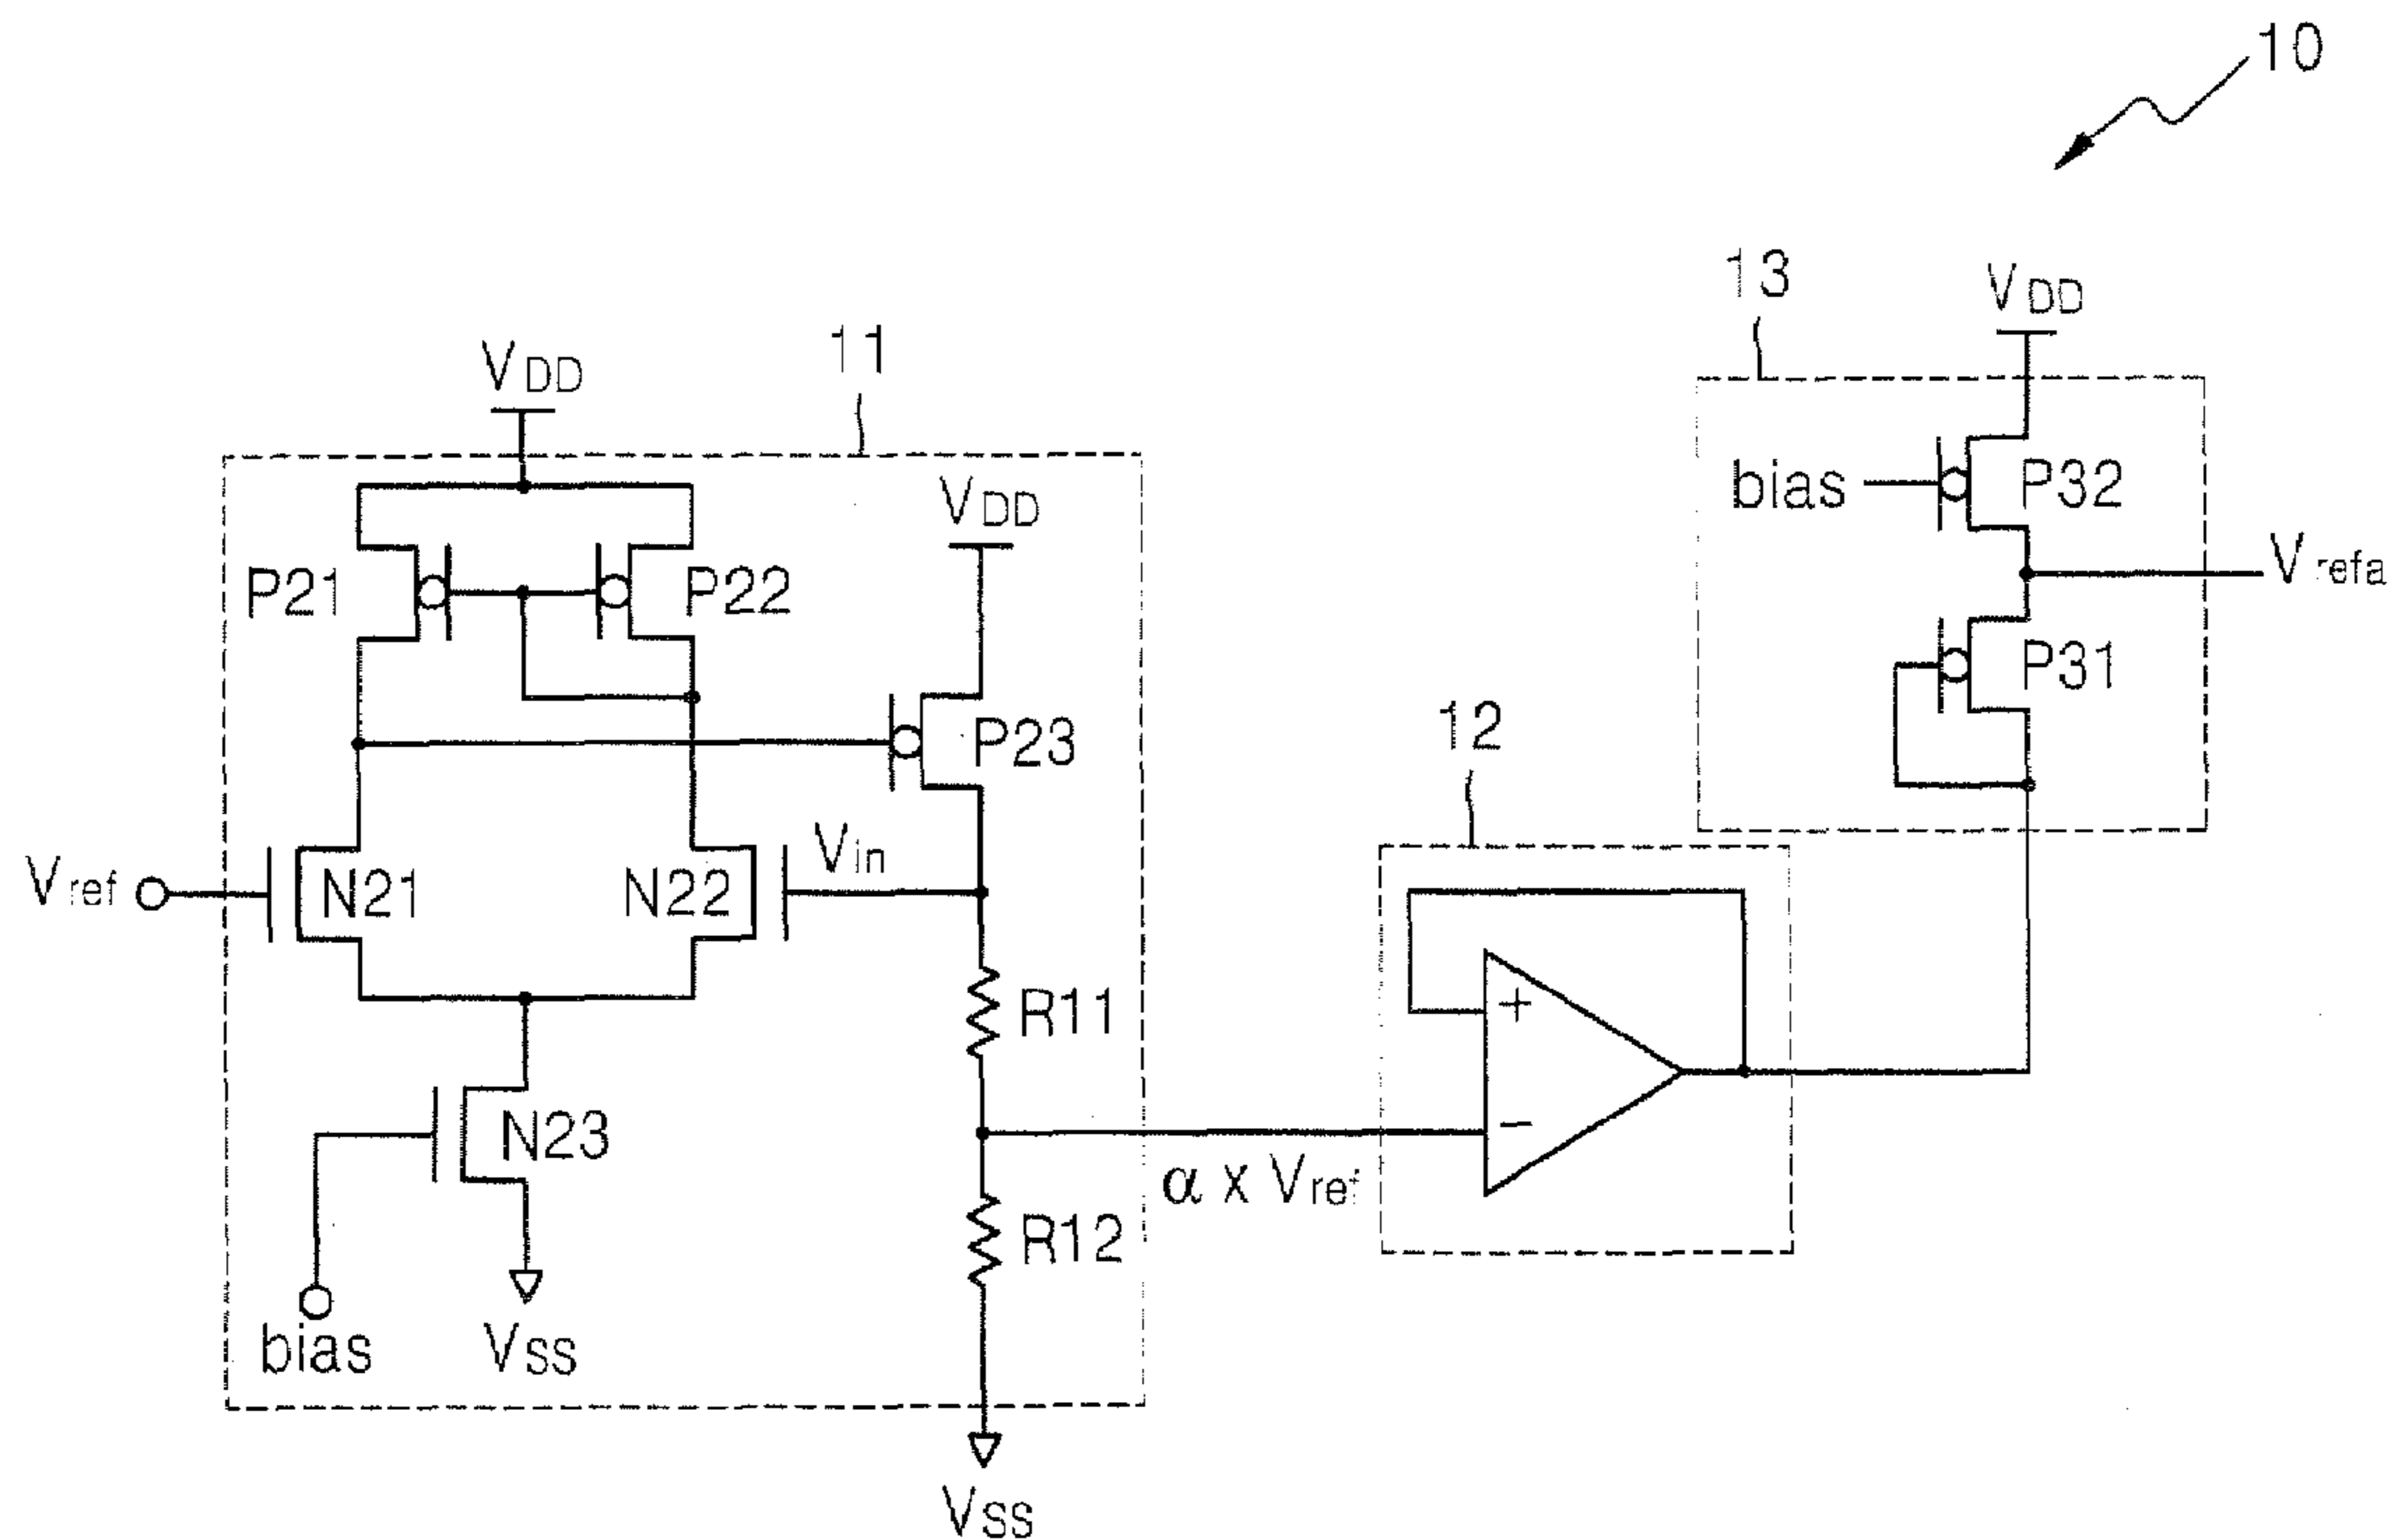 10
13
VDD
11
VDD
bias
P32
VDD
Vrefa
P21
P22
P31
12
P23
Vin
Vref
N21
N22
+
R11
N23
−
α x Vref
R12
bias
VSS
VSS